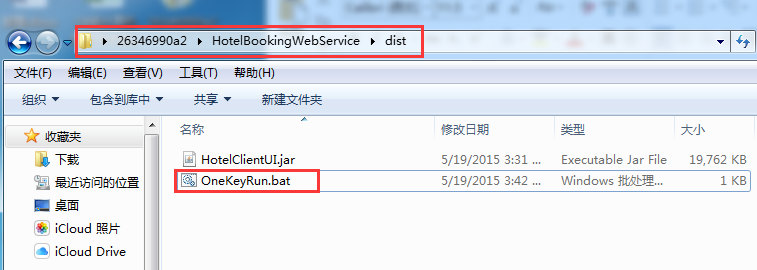 26346990a2 ▸ HotelBookingWebService ▸ dist
文件(F) 编辑(E) 查看(V) 工具(T) 帮助(H)
组织 包含到库中 共享 新建文件夹
收藏夹
下载
最近访问的位置
桌面
iCloud 照片
iCloud Drive
名称 修改日期 类型 大小
HotelClientUI.jar 5/19/2015 3:31 ... Executable Jar File 19,762 KB
OneKeyRun.bat 5/19/2015 3:42 ... Windows 批处理... 1 KB